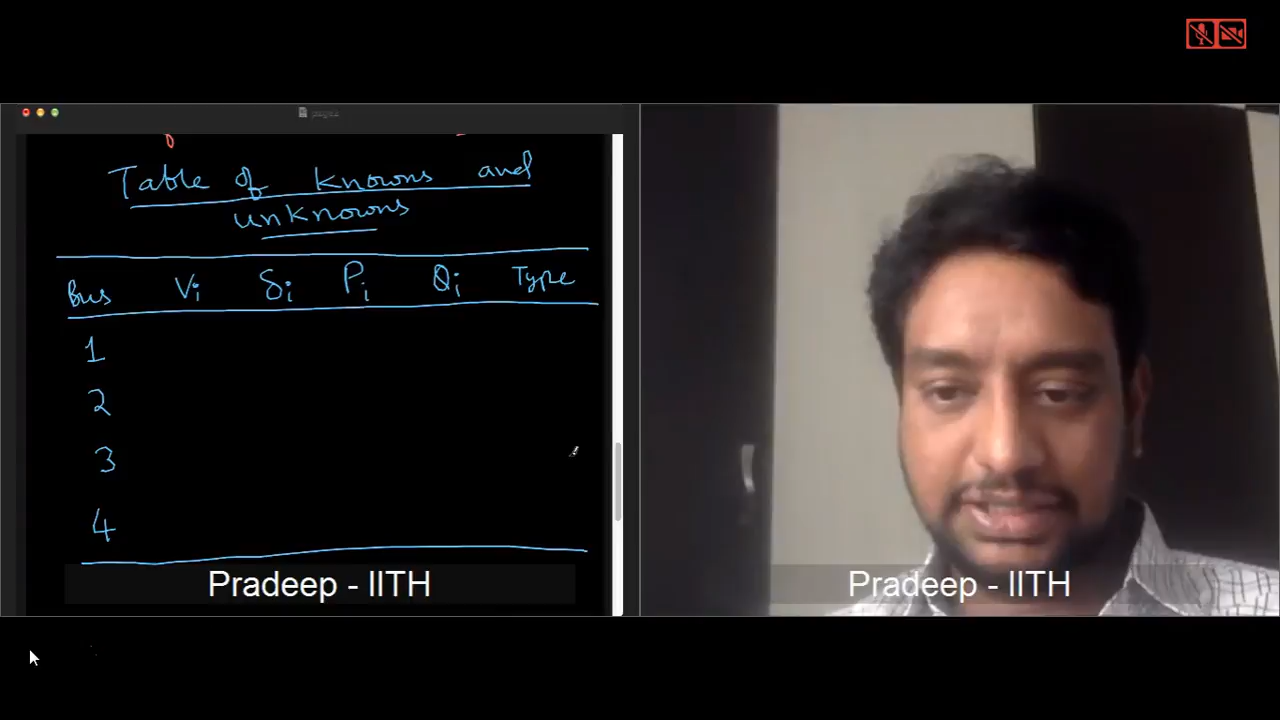 Table of knowns and
unknowns
Bus Vi δi Pi Qi Type
1
2
3
4
Pradeep - IITH
Pradeep - IITH